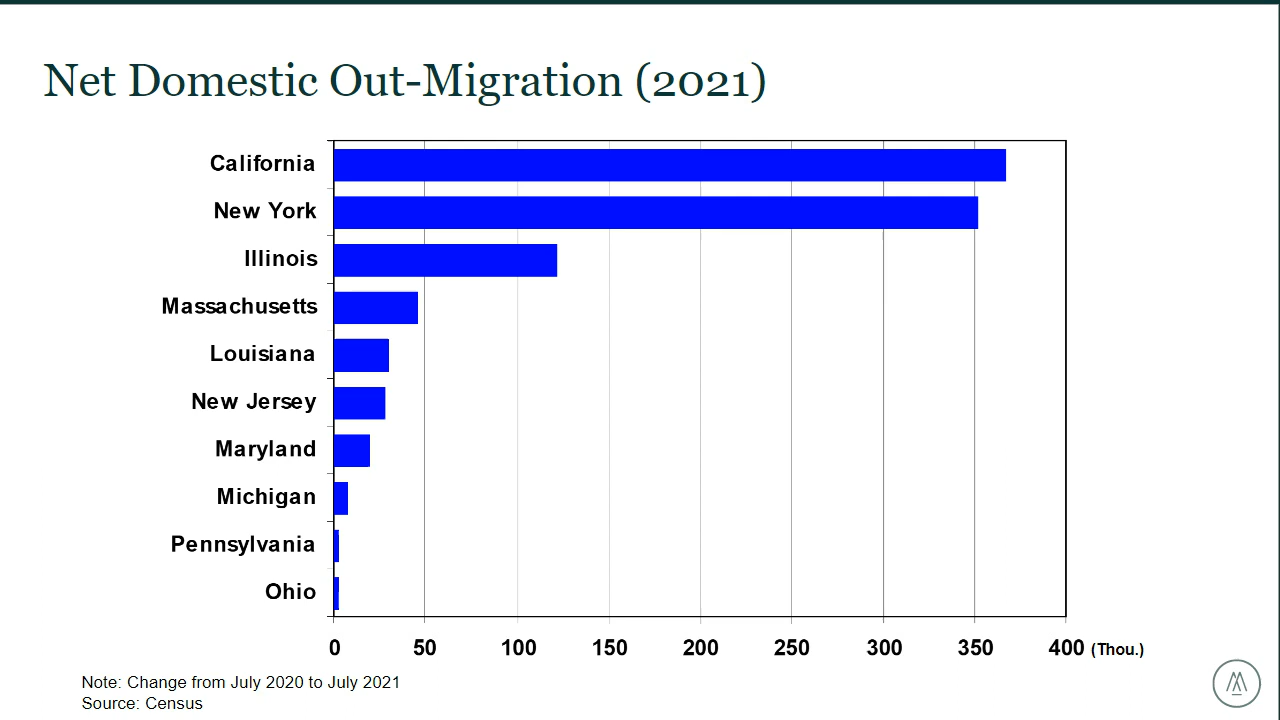 Net Domestic Out-Migration (2021)
California
New York
Illinois
Massachusetts
Louisiana
New Jersey
Maryland
Michigan
Pennsylvania
Ohio
0 50 100 150 200 250 300 350 400 (Thou.)
Note: Change from July 2020 to July 2021
Source: Census